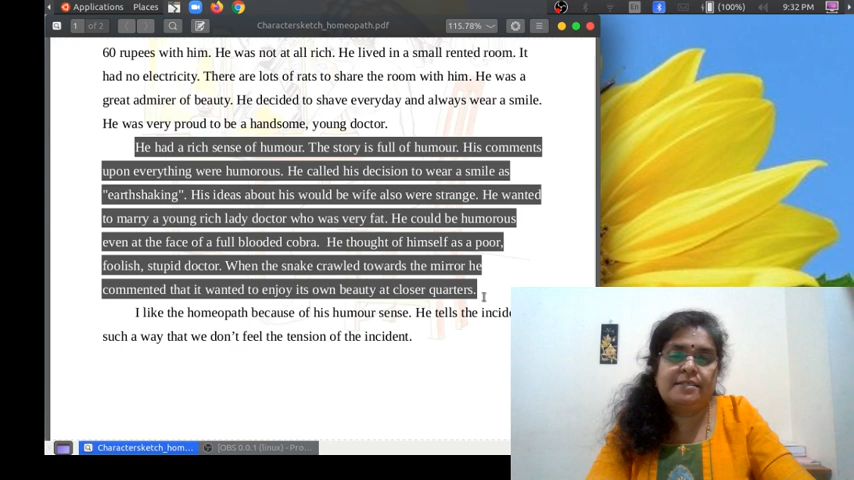 Applications Places En (100%) 9:32 PM
1 of 2 Charactersketch_homeopath.pdf 115.78%
60 rupees with him. He was not at all rich. He lived in a small rented room. It
had no electricity. There are lots of rats to share the room with him. He was a
great admirer of beauty. He decided to shave everyday and always wear a smile.
He was very proud to be a handsome, young doctor.
He had a rich sense of humour. The story is full of humour. His comments
upon everything were humorous. He called his decision to wear a smile as
"earthshaking". His ideas about his would be wife also were strange. He wanted
to marry a young rich lady doctor who was very fat. He could be humorous
even at the face of a full blooded cobra. He thought of himself as a poor,
foolish, stupid doctor. When the snake crawled towards the mirror he
commented that it wanted to enjoy its own beauty at closer quarters.
I like the homeopath because of his humour sense. He tells the incide
such a way that we don't feel the tension of the incident.
Charactersketch_hom... [OBS 0.0.1 (linux) - Pro...